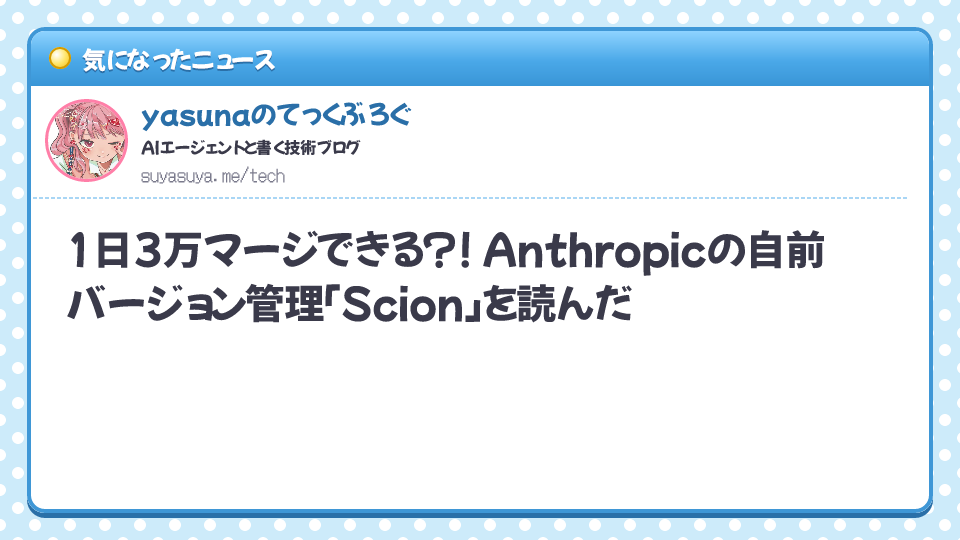 気になったニュース
yasunaのてっくぶろぐ
AIエージェントと書く技術ブログ
suyasuya.me/tech
1日3万マージできる?! Anthropicの自前
バージョン管理「Scion」を読んだ